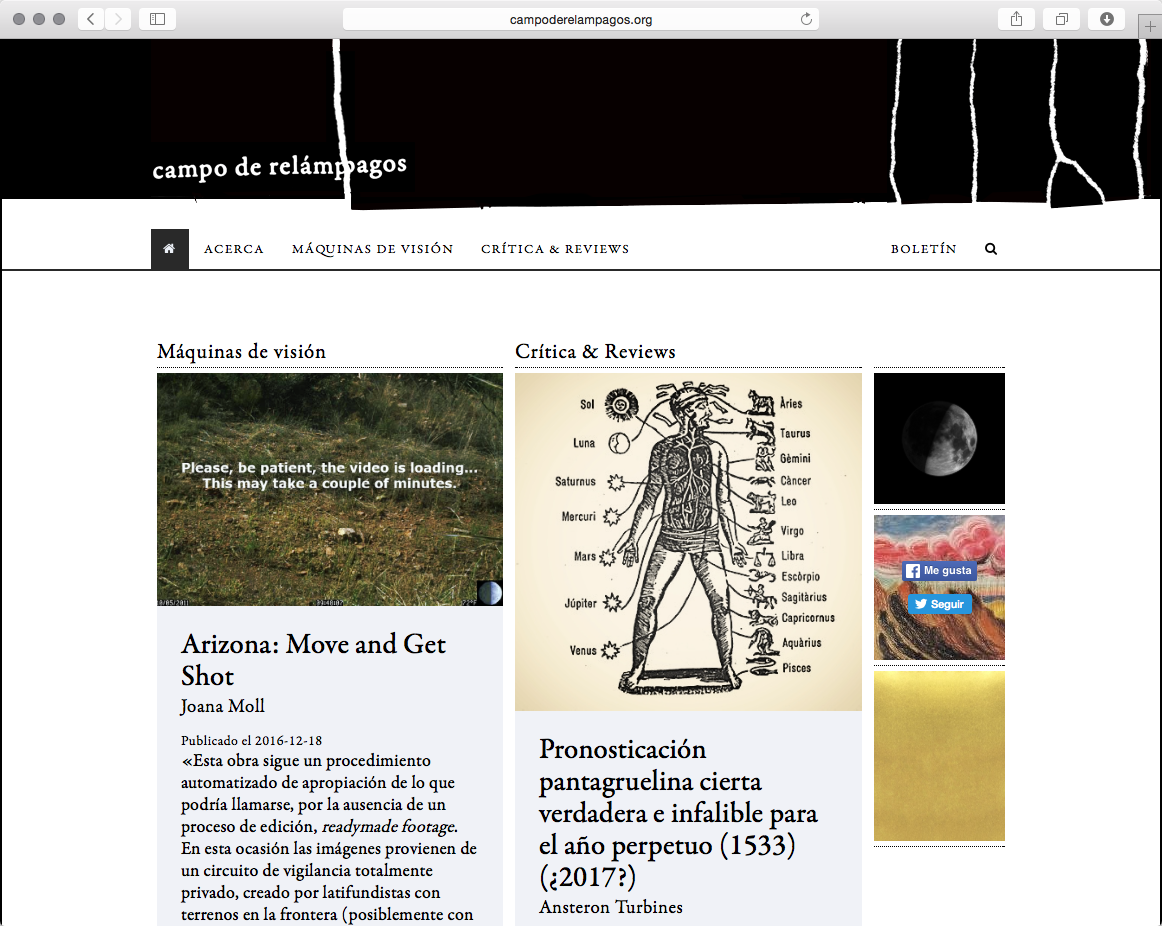 campoderelampagos.org
campo de relámpagos
ACERCA
MÁQUINAS DE VISIÓN
CRÍTICA & REVIEWS
BOLETÍN
Máquinas de visión
Please, be patient, the video is loading...
This may take a couple of minutes.
Arizona: Move and Get
Shot
Joana Moll
Publicado el 2016-12-18
«Esta obra sigue un procedimiento
automatizado de apropiación de lo que
podría llamarse, por la ausencia de un
proceso de edición, readymade footage.
En esta ocasión las imágenes provienen de
un circuito de vigilancia totalmente
privado, creado por latifundistas con
terrenos en la frontera (posiblemente con
Crítica & Reviews
Sol
Luna
Saturnus
Mercuri
Mars
Júpiter
Venus
Àries
Taurus
Gèmini
Càncer
Leo
Virgo
Libra
Escòrpio
Sagitàrius
Capricornus
Aquàrius
Pisces
Pronosticación
pantagruelina cierta
verdadera e infalible para
el año perpetuo (1533)
(¿2017?)
Ansteron Turbines
Me gusta
Seguir